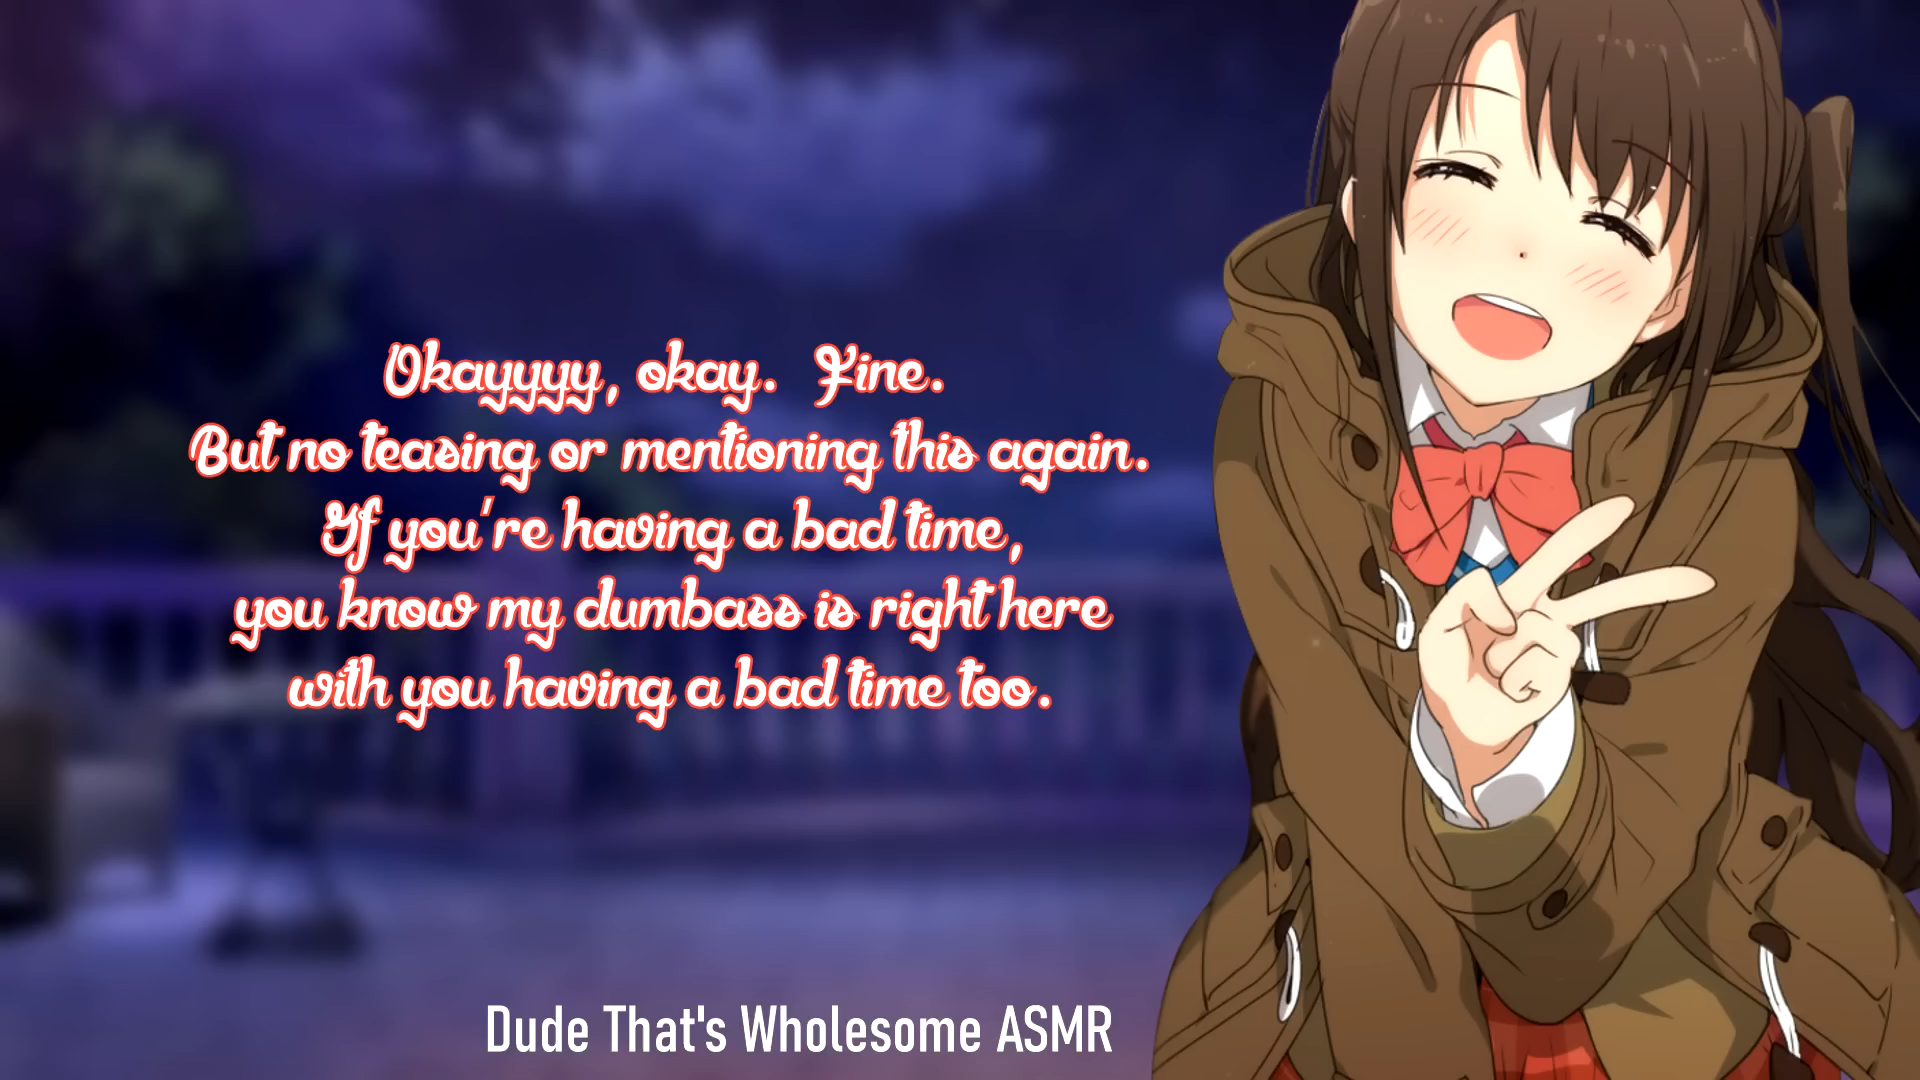 Okayyyy, okay. Fine.
But no teasing or mentioning this again.
If you're having a bad time,
you know my dumbass is right here
with you having a bad time too.
Dude That's Wholesome ASMR